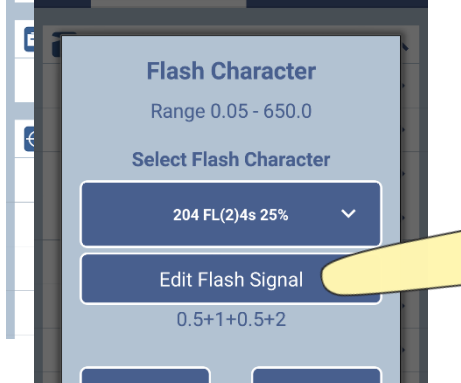 Flash Character
Range 0.05 - 650.0
Select Flash Character
204 FL(2)4s 25%
Edit Flash Signal
0.5+1+0.5+2